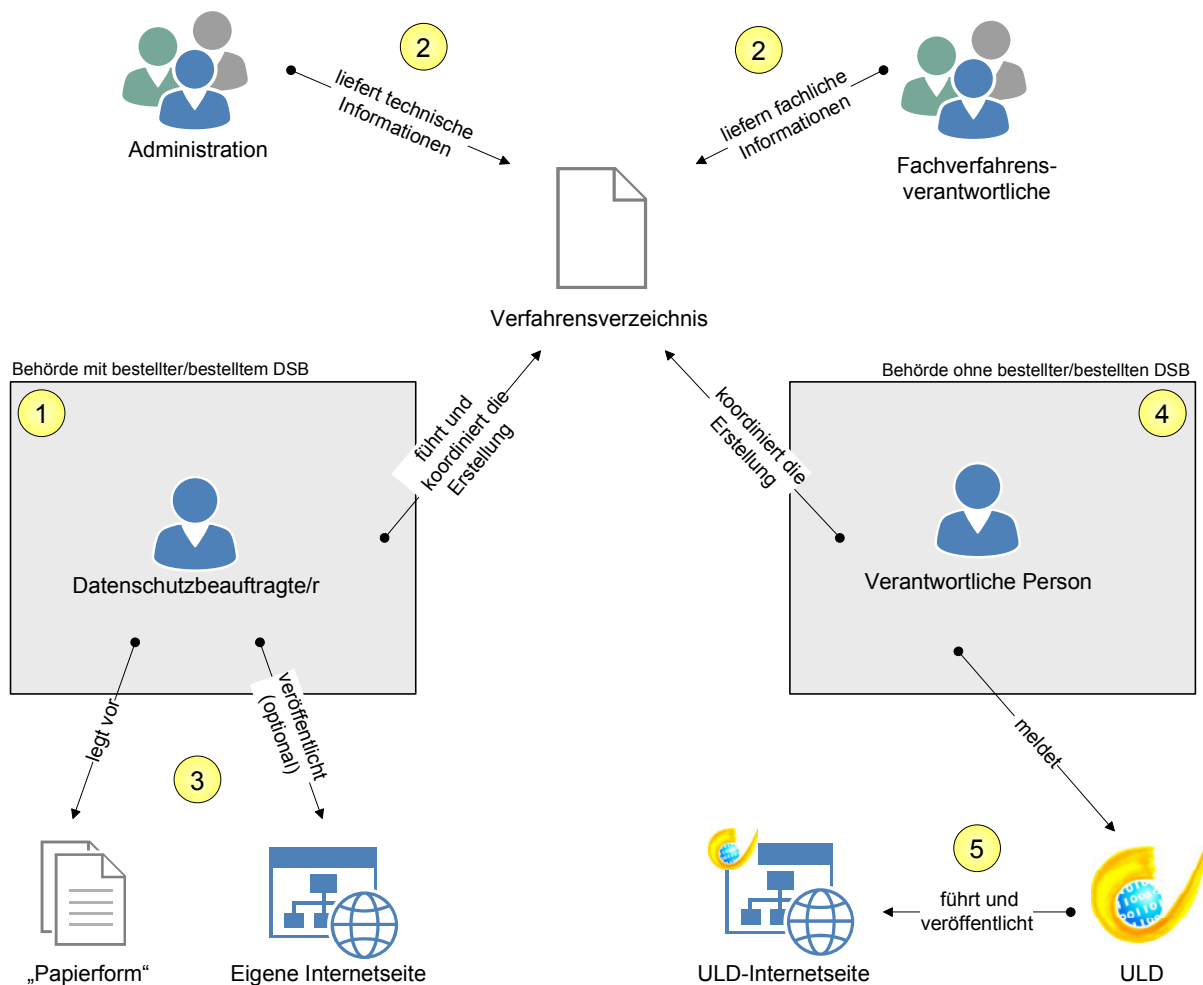 2
2
liefert technische
Informationen
liefern fachliche
Informationen
Administration
Fachverfahrens-
verantwortliche
Verfahrensverzeichnis
Behörde mit bestellter/bestelltem DSB
1
führt und
koordiniert die
Erstellung
Datenschutzbeauftragte/r
Behörde ohne bestellter/bestellten DSB
4
koordiniert die
Erstellung
Verantwortliche Person
legt vor
veröffentlicht
(optional)
3
meldet
„Papierform“
Eigene Internetseite
5
führt und
veröffentlicht
ULD-Internetseite
ULD